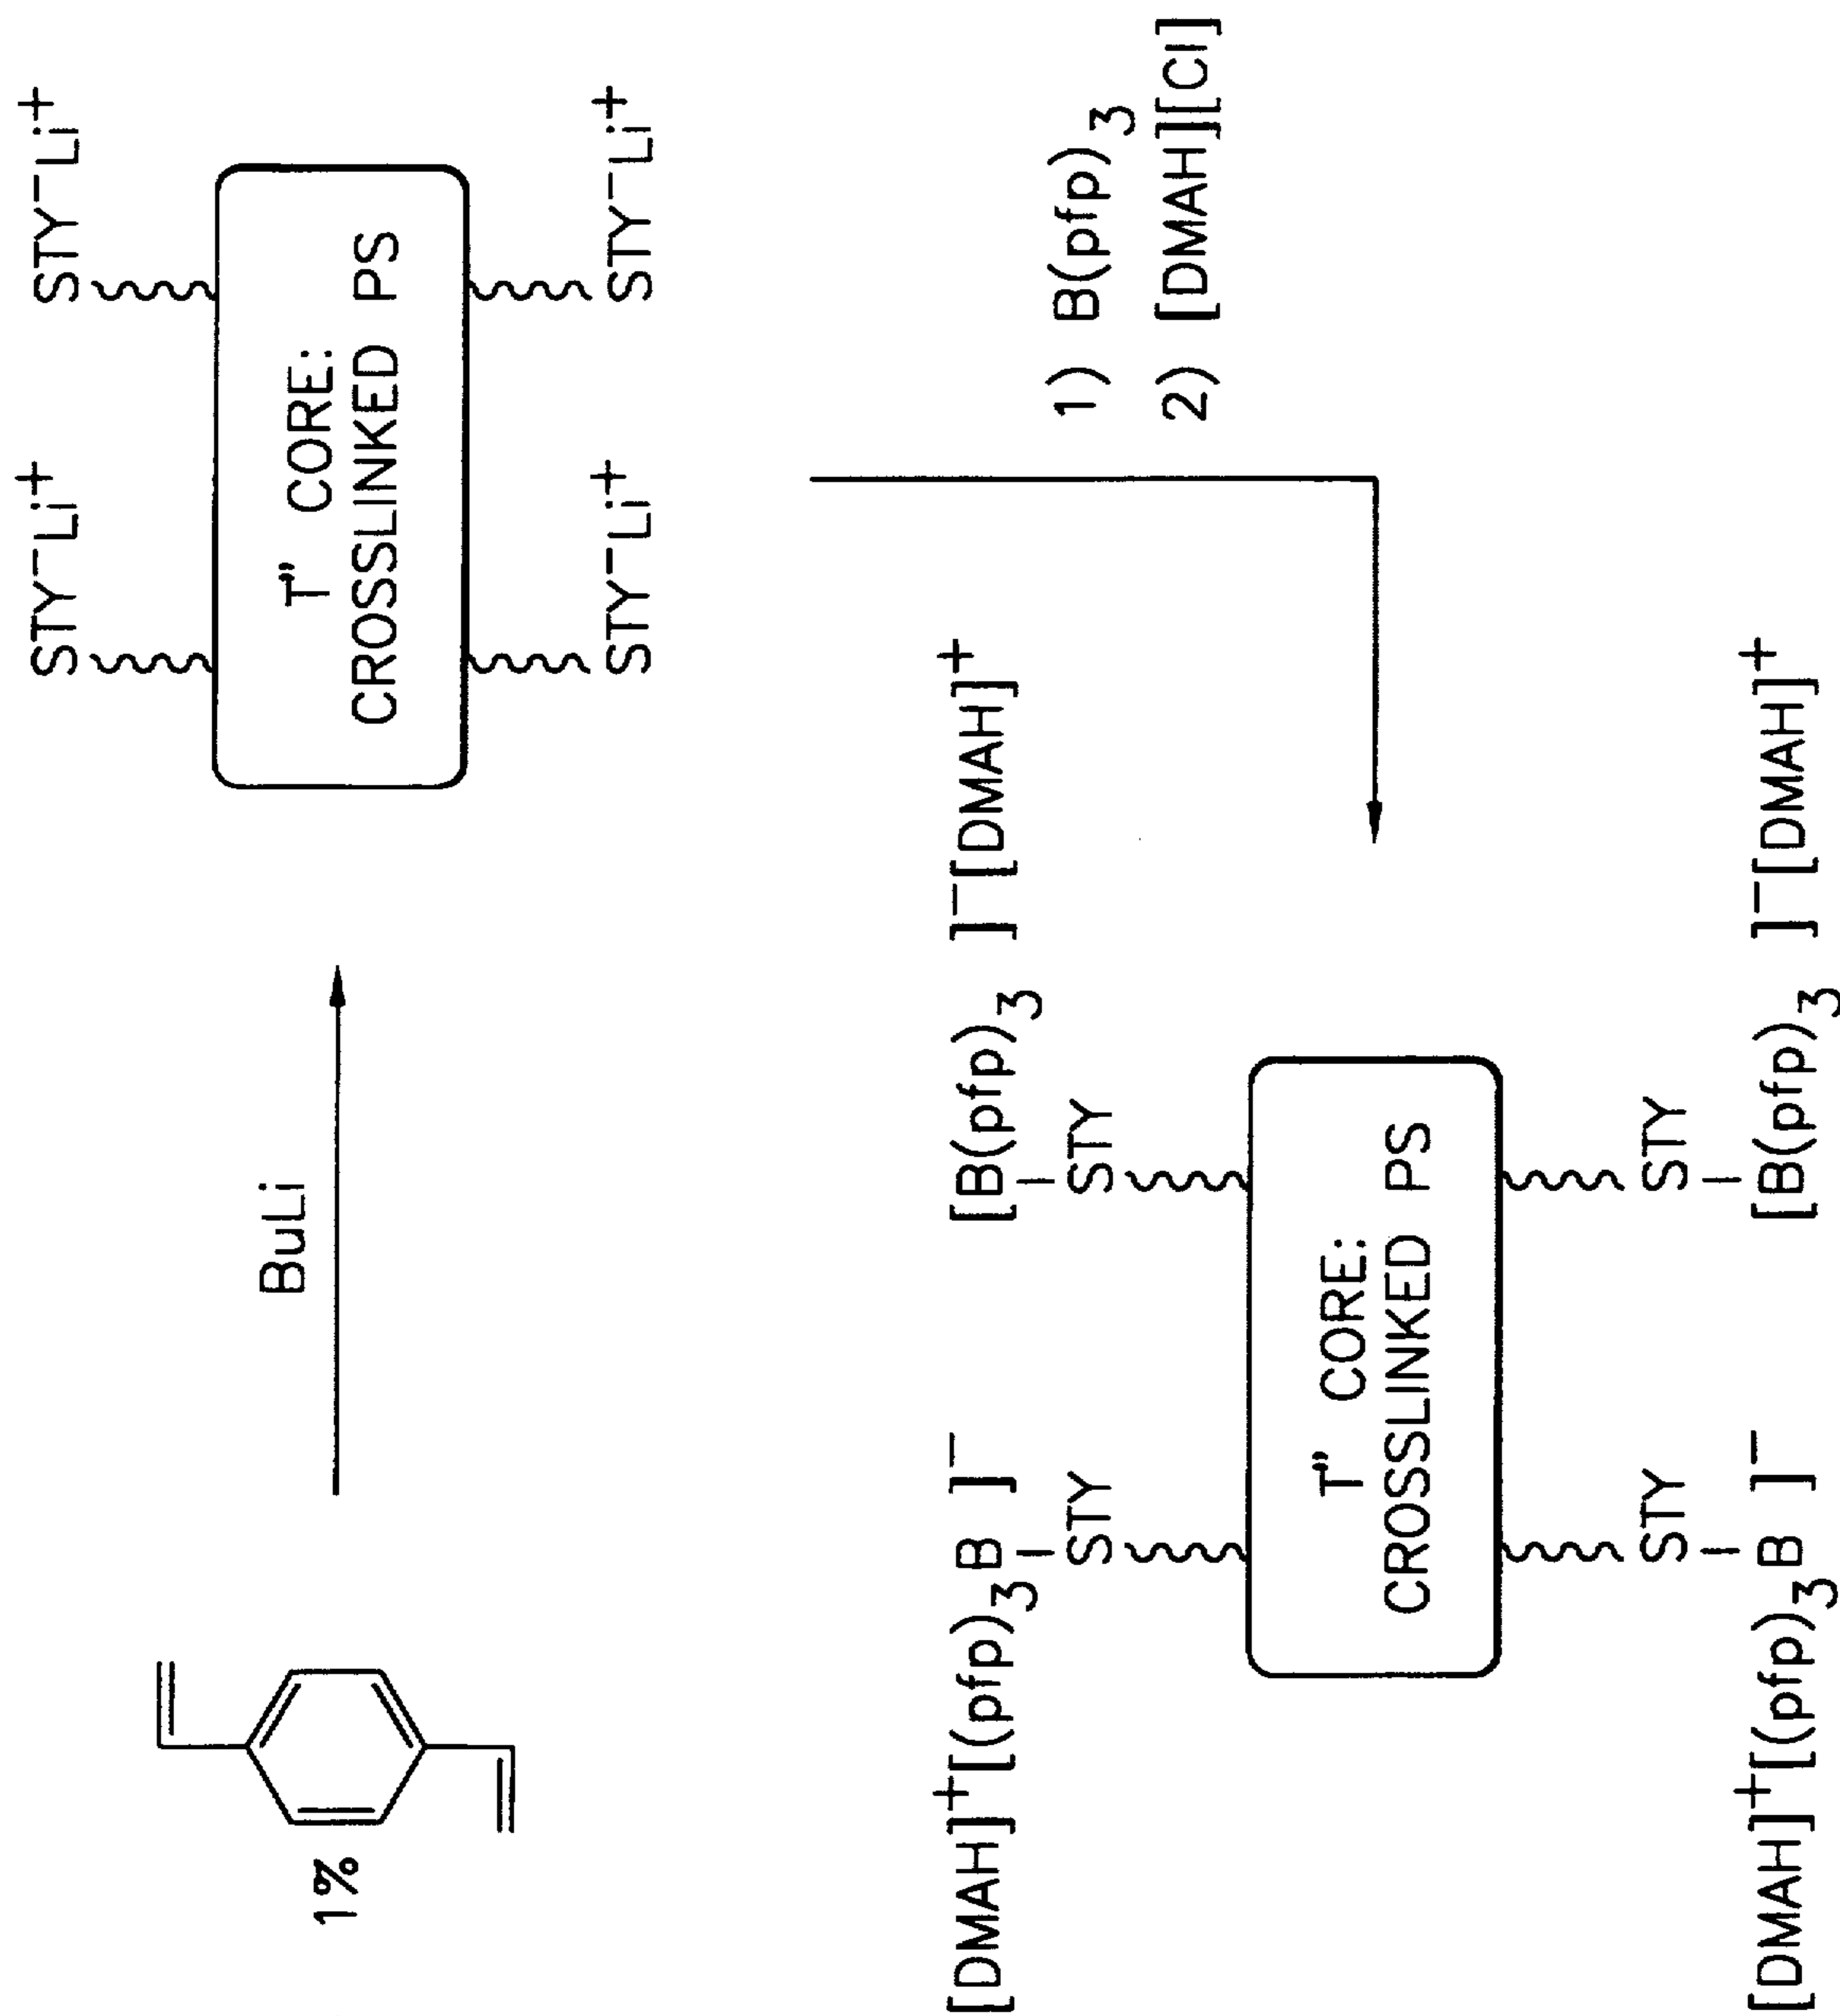 1%
BuLi
STY⁻Li⁺ STY⁻Li⁺
T" CORE:
CROSSLINKED PS
STY⁻Li⁺ STY⁻Li⁺
1) B(pfp)₃
2) [DMAH][Cl]
[DMAH]⁺[(pfp)₃B ]⁻ [B(pfp)₃ ]⁻[DMAH]⁺
STY STY
T" CORE:
CROSSLINKED PS
STY STY
[DMAH]⁺[(pfp)₃B ]⁻ [B(pfp)₃ ]⁻[DMAH]⁺